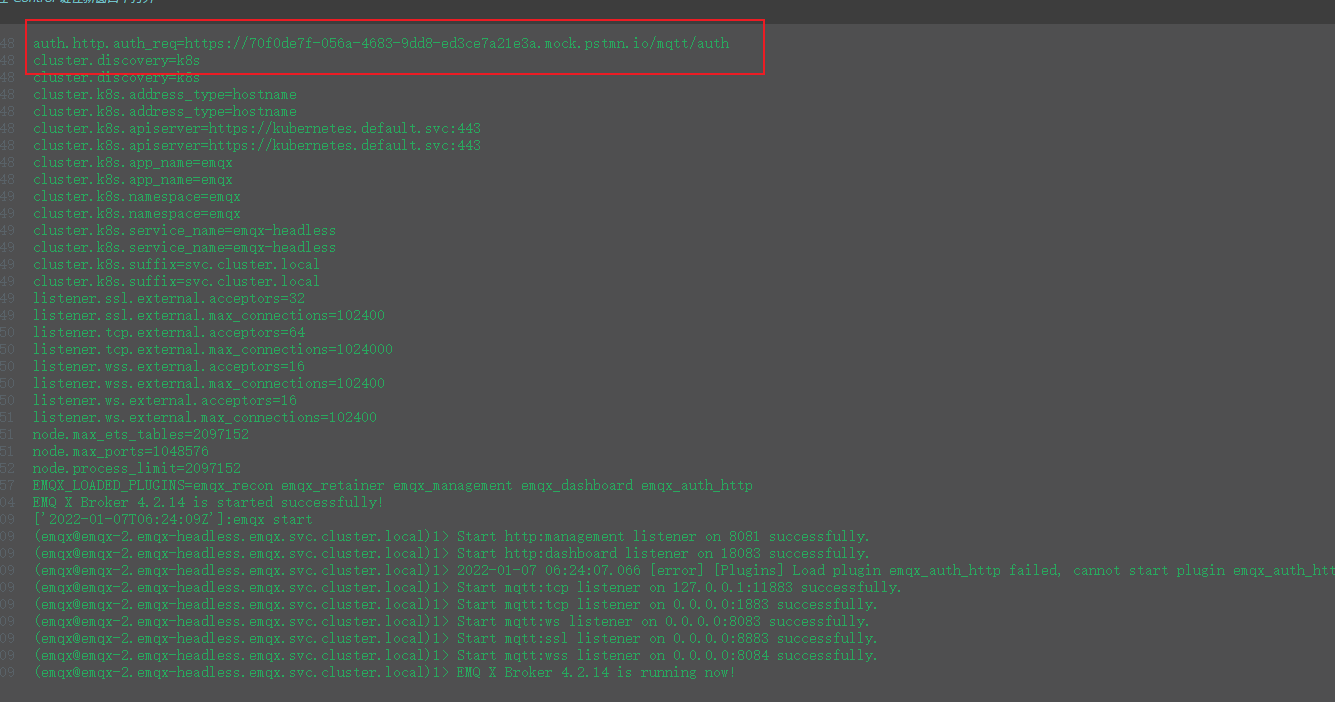 48 auth.http.auth_req=https://70f0de7f-056a-4683-9dd8-ed3ce7a21e3a.mock.pstmn.io/mqtt/auth
48 cluster.discovery=k8s
48 cluster.discovery=k8s
48 cluster.k8s.address_type=hostname
48 cluster.k8s.address_type=hostname
48 cluster.k8s.apiserver=https://kubernetes.default.svc:443
48 cluster.k8s.apiserver=https://kubernetes.default.svc:443
48 cluster.k8s.app_name=emqx
48 cluster.k8s.app_name=emqx
49 cluster.k8s.namespace=emqx
49 cluster.k8s.namespace=emqx
49 cluster.k8s.service_name=emqx-headless
49 cluster.k8s.service_name=emqx-headless
49 cluster.k8s.suffix=svc.cluster.local
49 cluster.k8s.suffix=svc.cluster.local
49 listener.ssl.external.acceptors=32
49 listener.ssl.external.max_connections=102400
50 listener.tcp.external.acceptors=64
50 listener.tcp.external.max_connections=1024000
50 listener.wss.external.acceptors=16
50 listener.wss.external.max_connections=102400
50 listener.ws.external.acceptors=16
51 listener.ws.external.max_connections=102400
51 node.max_ets_tables=2097152
51 node.max_ports=1048576
52 node.process_limit=2097152
57 EMQX_LOADED_PLUGINS=emqx_recon emqx_retainer emqx_management emqx_dashboard emqx_auth_http
04 EMQ X Broker 4.2.14 is started successfully!
09 ['2022-01-07T06:24:09Z']:emqx start
09 (emqx@emqx-2.emqx-headless.emqx.svc.cluster.local)1> Start http:management listener on 8081 successfully.
09 (emqx@emqx-2.emqx-headless.emqx.svc.cluster.local)1> Start http:dashboard listener on 18083 successfully.
09 (emqx@emqx-2.emqx-headless.emqx.svc.cluster.local)1> 2022-01-07 06:24:07.066 [error] [Plugins] Load plugin emqx_auth_http failed, cannot start plugin emqx_auth_htt
09 (emqx@emqx-2.emqx-headless.emqx.svc.cluster.local)1> Start mqtt:tcp listener on 127.0.0.1:11883 successfully.
09 (emqx@emqx-2.emqx-headless.emqx.svc.cluster.local)1> Start mqtt:tcp listener on 0.0.0.0:1883 successfully.
09 (emqx@emqx-2.emqx-headless.emqx.svc.cluster.local)1> Start mqtt:ws listener on 0.0.0.0:8083 successfully.
09 (emqx@emqx-2.emqx-headless.emqx.svc.cluster.local)1> Start mqtt:ssl listener on 0.0.0.0:8883 successfully.
09 (emqx@emqx-2.emqx-headless.emqx.svc.cluster.local)1> Start mqtt:wss listener on 0.0.0.0:8084 successfully.
09 (emqx@emqx-2.emqx-headless.emqx.svc.cluster.local)1> EMQ X Broker 4.2.14 is running now!